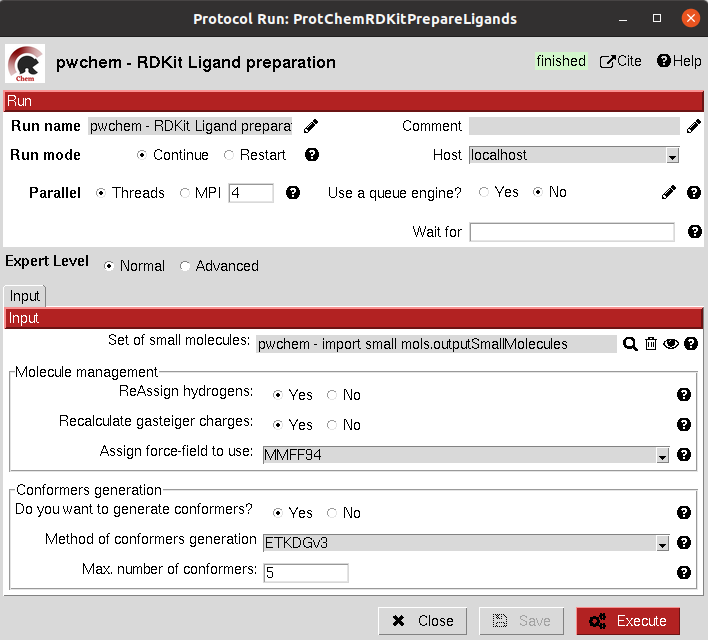 Protocol Run: ProtChemRDKitPrepareLigands
Chem
pwchem - RDKit Ligand preparation
finished
Cite
Help
Run
Run name pwchem - RDKit Ligand prepara
Comment
Run mode Continue Restart
Host localhost
Parallel Threads MPI 4
Use a queue engine? Yes No
Wait for
Expert Level Normal Advanced
Input
Input
Set of small molecules: pwchem - import small mols.outputSmallMolecules
Molecule management
ReAssign hydrogens: Yes No
Recalculate gasteiger charges: Yes No
Assign force-field to use: MMFF94
Conformers generation
Do you want to generate conformers? Yes No
Method of conformers generation ETKDGv3
Max. number of conformers: 5
Close Save Execute